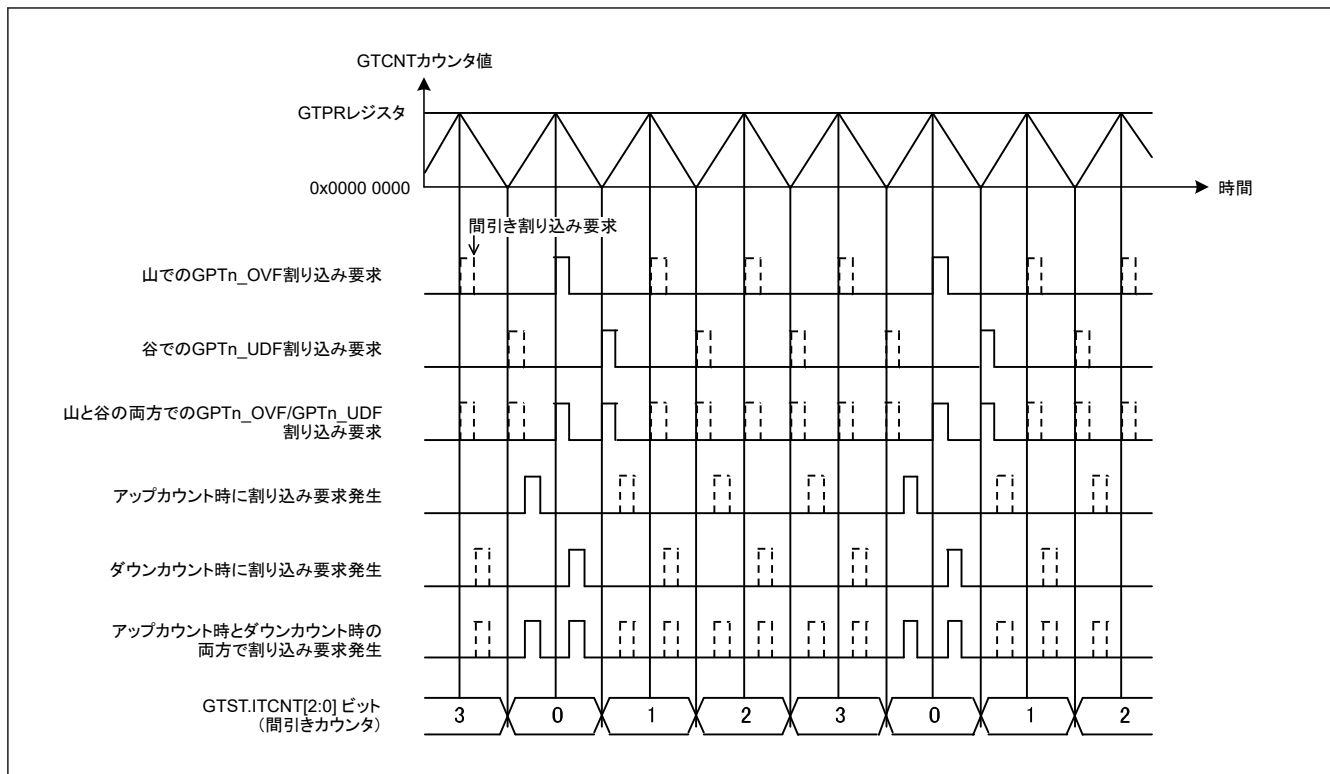 GTCNTカウンタ値
GTPRレジスタ
0x0000 0000
時間
間引き割り込み要求
山でのGPTn_OVF割り込み要求
谷でのGPTn_UDF割り込み要求
山と谷の両方でのGPTn_OVF/GPTn_UDF
割り込み要求
アップカウント時に割り込み要求発生
ダウンカウント時に割り込み要求発生
アップカウント時とダウンカウント時の
両方で割り込み要求発生
GTST.ITCNT[2:0] ビット
（間引きカウンタ）
3 0 1 2 3 0 1 2